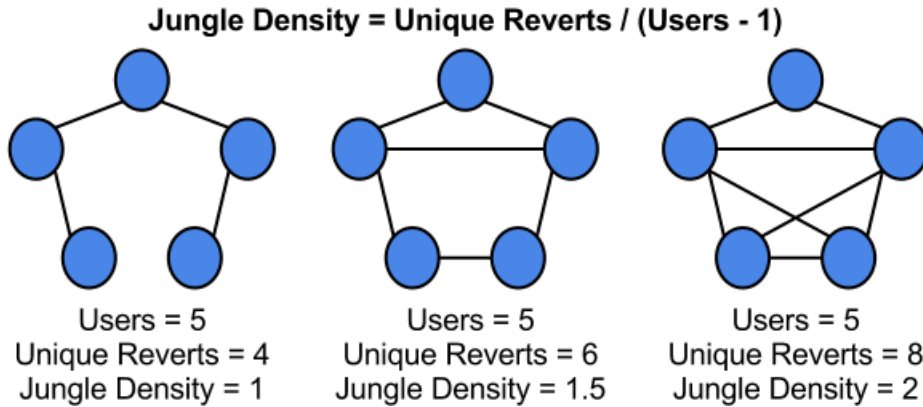 Jungle Density = Unique Reverts / (Users - 1)
Users = 5
Unique Reverts = 4
Jungle Density = 1
Users = 5
Unique Reverts = 6
Jungle Density = 1.5
Users = 5
Unique Reverts = 8
Jungle Density = 2